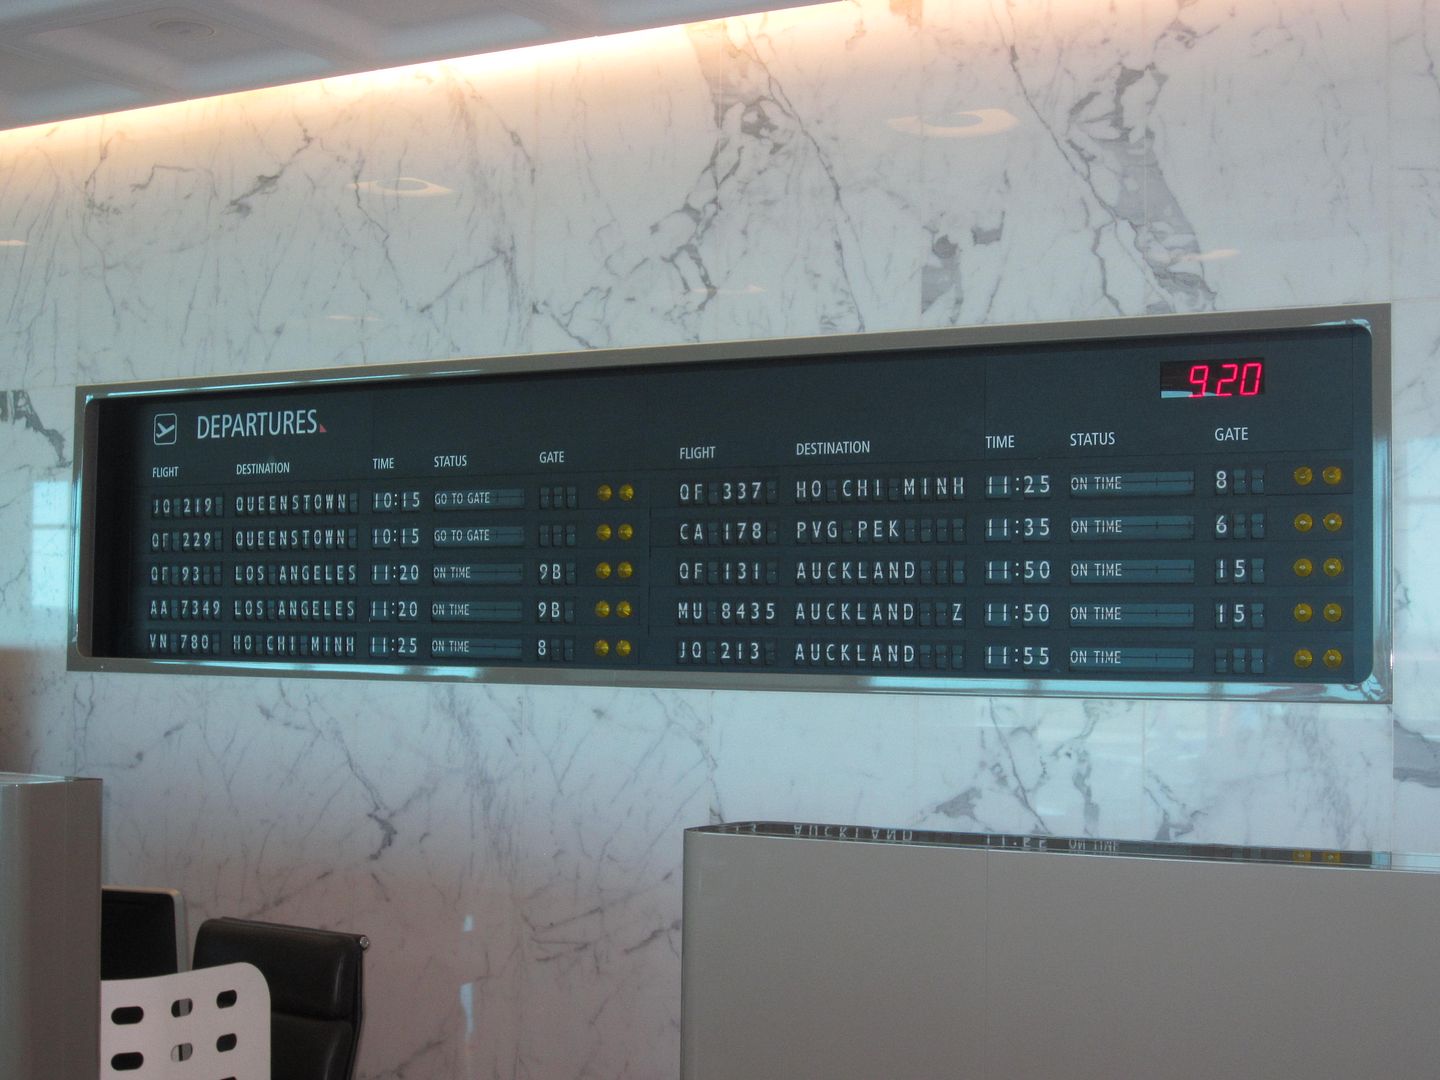 9.20
DEPARTURES
FLIGHT DESTINATION TIME STATUS GATE
JQ 219 QUEENSTOWN 10:15 GO TO GATE
QF 229 QUEENSTOWN 10:15 GO TO GATE
QF 93 LOS ANGELES 11:20 ON TIME 9B
AA 7349 LOS ANGELES 11:20 ON TIME 9B
VN 780 HO CHI MINH 11:25 ON TIME 8
FLIGHT DESTINATION TIME STATUS GATE
QF 337 HO CHI MINH 11:25 ON TIME 8
CA 178 PVG PEK 11:35 ON TIME 6
QF 131 AUCKLAND 11:50 ON TIME 15
MU 8435 AUCKLAND Z 11:50 ON TIME 15
JQ 213 AUCKLAND 11:55 ON TIME